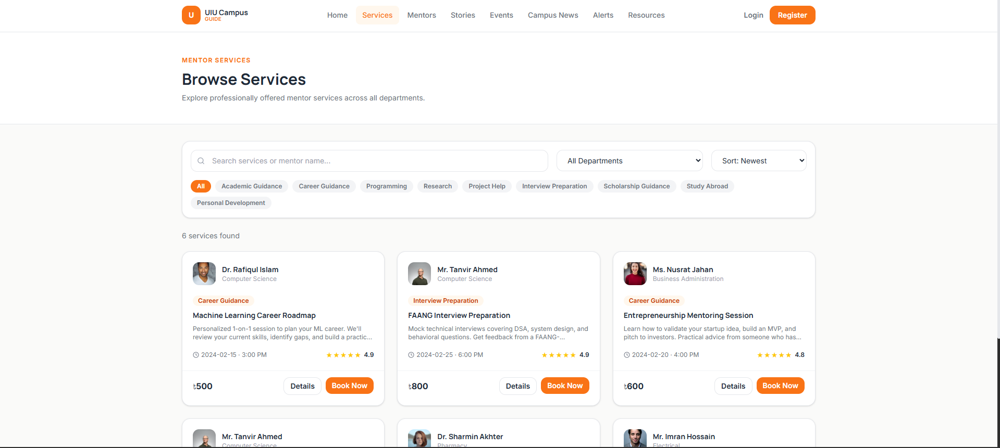 U
UIU Campus
GUIDE
Home
Services
Mentors
Stories
Events
Campus News
Alerts
Resources
Login
Register
MENTOR SERVICES
Browse Services
Explore professionally offered mentor services across all departments.
Search services or mentor name...
All Departments
Sort: Newest
All
Academic Guidance
Career Guidance
Programming
Research
Project Help
Interview Preparation
Scholarship Guidance
Study Abroad
Personal Development
6 services found
Dr. Rafiqul Islam
Computer Science
Career Guidance
Machine Learning Career Roadmap
Personalized 1-on-1 session to plan your ML career. We'll
review your current skills, identify gaps, and build a practic...
2024-02-15 · 3:00 PM
★★★★★ 4.9
৳500
Details
Book Now
Mr. Tanvir Ahmed
Computer Science
Interview Preparation
FAANG Interview Preparation
Mock technical interviews covering DSA, system design, and
behavioral questions. Get feedback from a FAANG-...
2024-02-25 · 6:00 PM
★★★★★ 4.9
৳800
Details
Book Now
Ms. Nusrat Jahan
Business Administration
Career Guidance
Entrepreneurship Mentoring Session
Learn how to validate your startup idea, build an MVP, and
pitch to investors. Practical advice from someone who has...
2024-02-20 · 4:00 PM
★★★★★ 4.8
৳600
Details
Book Now
Mr. Tanvir Ahmed
Computer Science
Dr. Sharmin Akhter
Pharmacy
Mr. Imran Hossain
Electrical